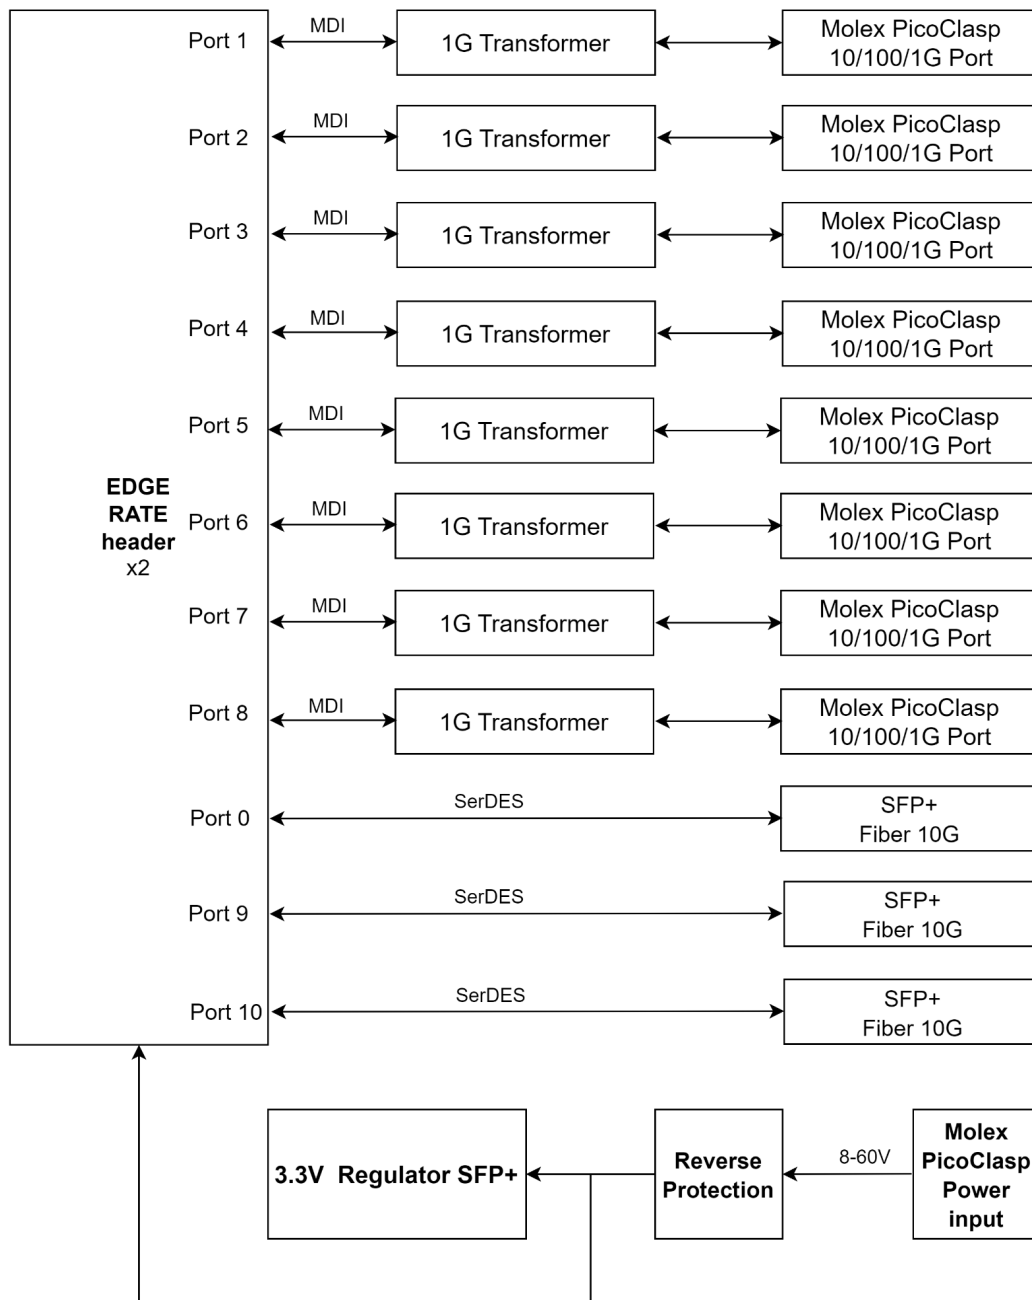 Port 1
MDI
1G Transformer
Molex PicoClasp
10/100/1G Port
Port 2
MDI
1G Transformer
Molex PicoClasp
10/100/1G Port
Port 3
MDI
1G Transformer
Molex PicoClasp
10/100/1G Port
Port 4
MDI
1G Transformer
Molex PicoClasp
10/100/1G Port
Port 5
MDI
1G Transformer
Molex PicoClasp
10/100/1G Port
EDGE
RATE
header
x2
Port 6
MDI
1G Transformer
Molex PicoClasp
10/100/1G Port
Port 7
MDI
1G Transformer
Molex PicoClasp
10/100/1G Port
Port 8
MDI
1G Transformer
Molex PicoClasp
10/100/1G Port
Port 0
SerDES
SFP+
Fiber 10G
Port 9
SerDES
SFP+
Fiber 10G
Port 10
SerDES
SFP+
Fiber 10G
3.3V Regulator SFP+
Reverse
Protection
8-60V
Molex
PicoClasp
Power
input